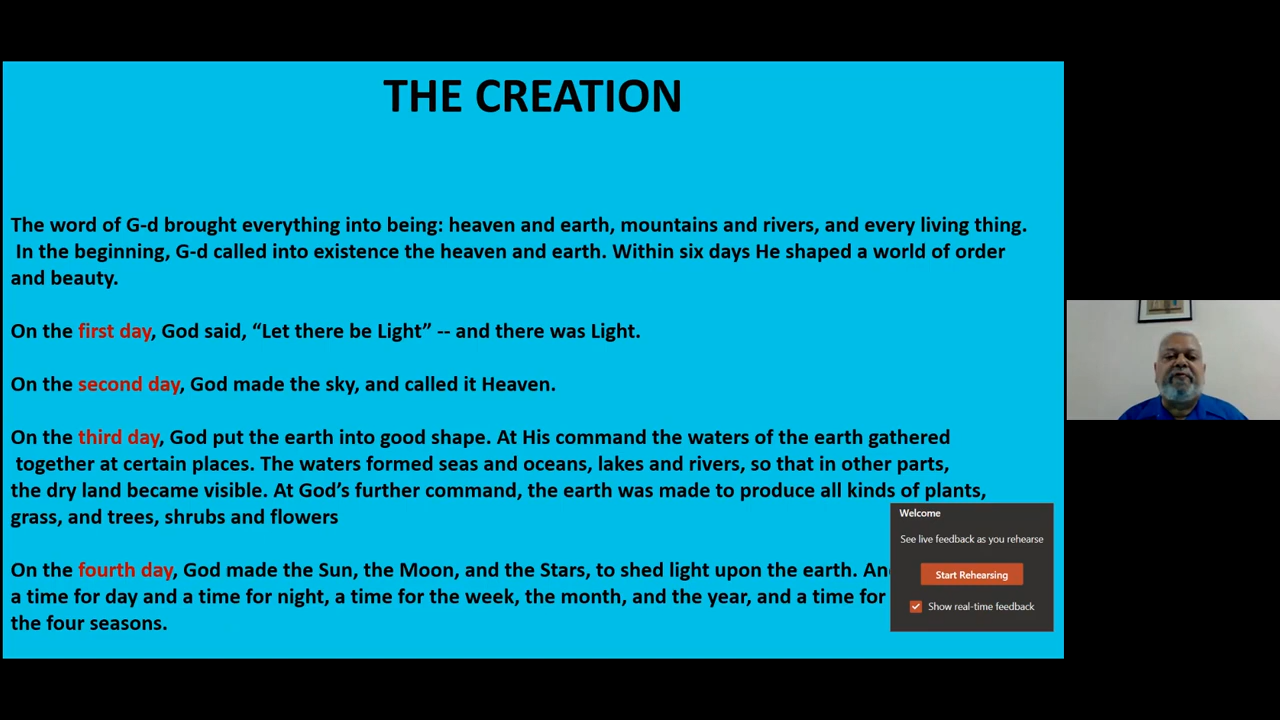 THE CREATION
The word of G-d brought everything into being: heaven and earth, mountains and rivers, and every living thing.
In the beginning, G-d called into existence the heaven and earth. Within six days He shaped a world of order
and beauty.
On the first day, God said, “Let there be Light” -- and there was Light.
On the second day, God made the sky, and called it Heaven.
On the third day, God put the earth into good shape. At His command the waters of the earth gathered
together at certain places. The waters formed seas and oceans, lakes and rivers, so that in other parts,
the dry land became visible. At God’s further command, the earth was made to produce all kinds of plants,
grass, and trees, shrubs and flowers
On the fourth day, God made the Sun, the Moon, and the Stars, to shed light upon the earth.
a time for day and a time for night, a time for the week, the month, and the year, and a time for
the four seasons.
Welcome
See live feedback as you rehearse
Start Rehearsing
Show real-time feedback